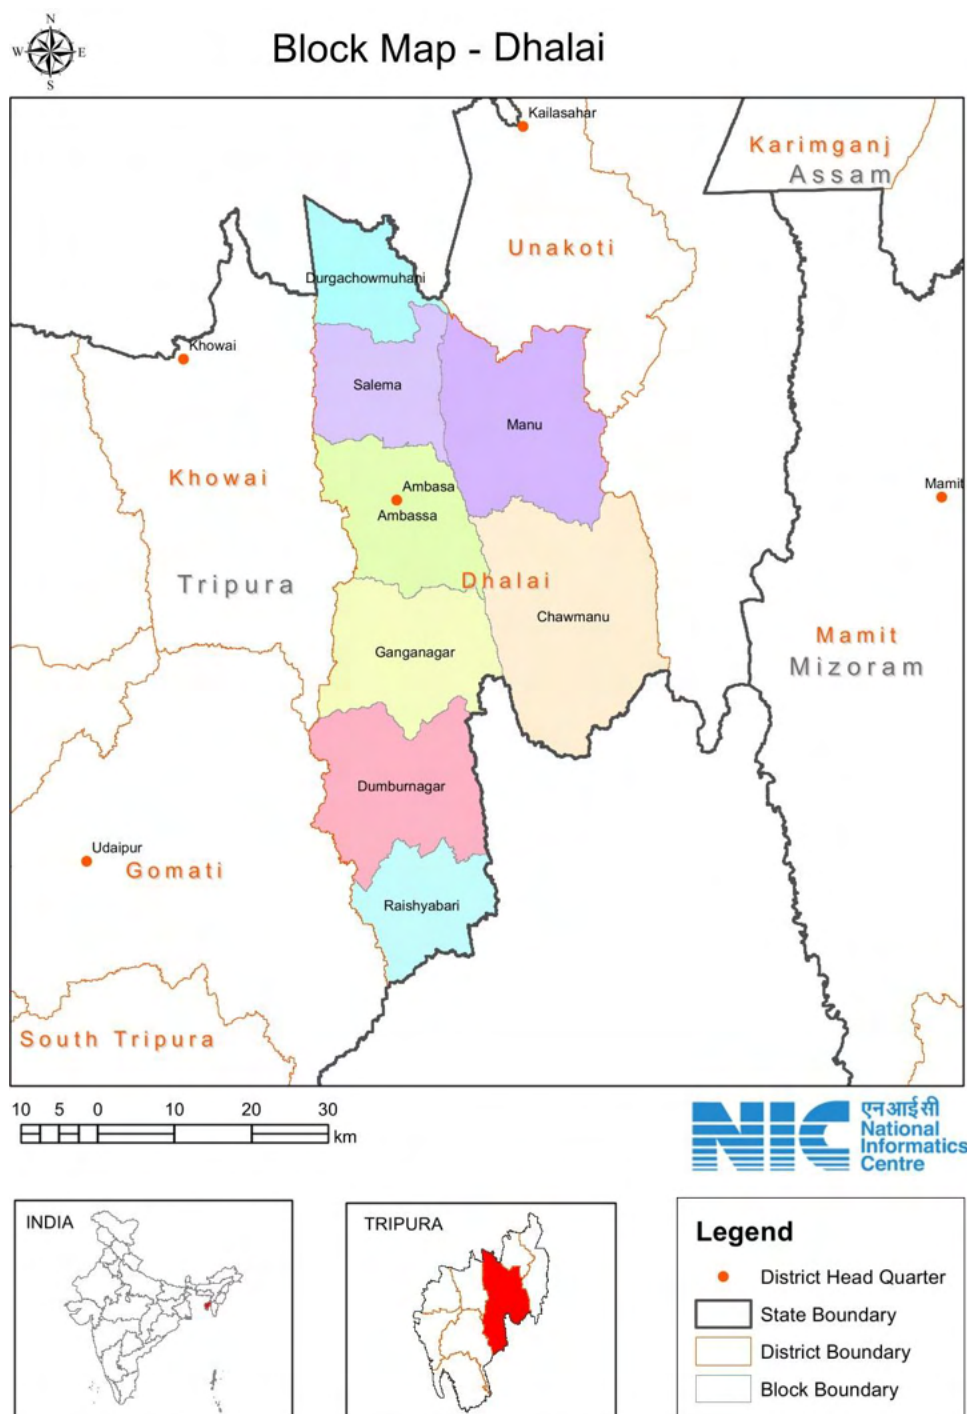 N
W E
S
Block Map - Dhalai
Kailasahar
Karimganj
Assam
Unakoti
Durgachowmuhani
Khowai
Salema
Manu
Khowai
Ambasa
Ambassa
Mamit
Tripura
Dhalai
Chawmanu
Ganganagar
Mamit
Mizoram
Dumburnagar
Udaipur
Gomati
Raishyabari
South Tripura
10 5 0 10 20 30
km
NIC
एनआईसी
National
Informatics
Centre
INDIA
TRIPURA
Legend
District Head Quarter
State Boundary
District Boundary
Block Boundary